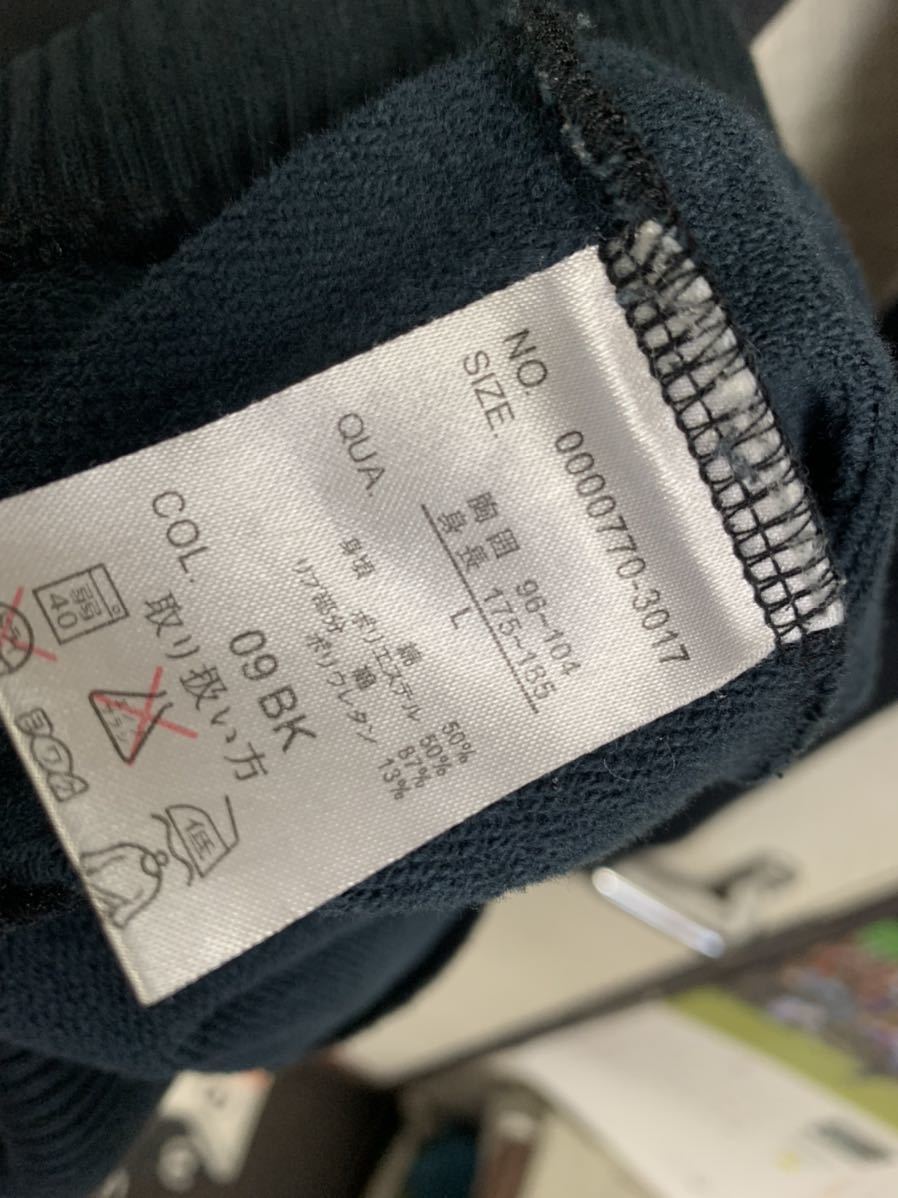 NO. 0000770-3017
SIZE. 胸囲 96~104
身長 175~185
L
QUA. 身頃 綿 50%
ポリエステル 50%
リブ部分 綿 87%
ポリウレタン 13%
COL. 09 BK
取り扱い方
弱
40
低